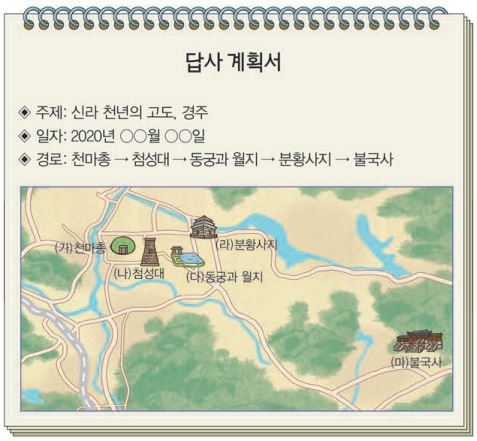 답사 계획서
◈ 주제: 신라 천년의 고도, 경주
◈ 일자: 2020년 ○○월 ○○일
◈ 경로: 천마총 → 첨성대 → 동궁과 월지 → 분황사지 → 불국사
(라)분황사지
(가)천마총
(나)첨성대
(다)동궁과 월지
(마)불국사